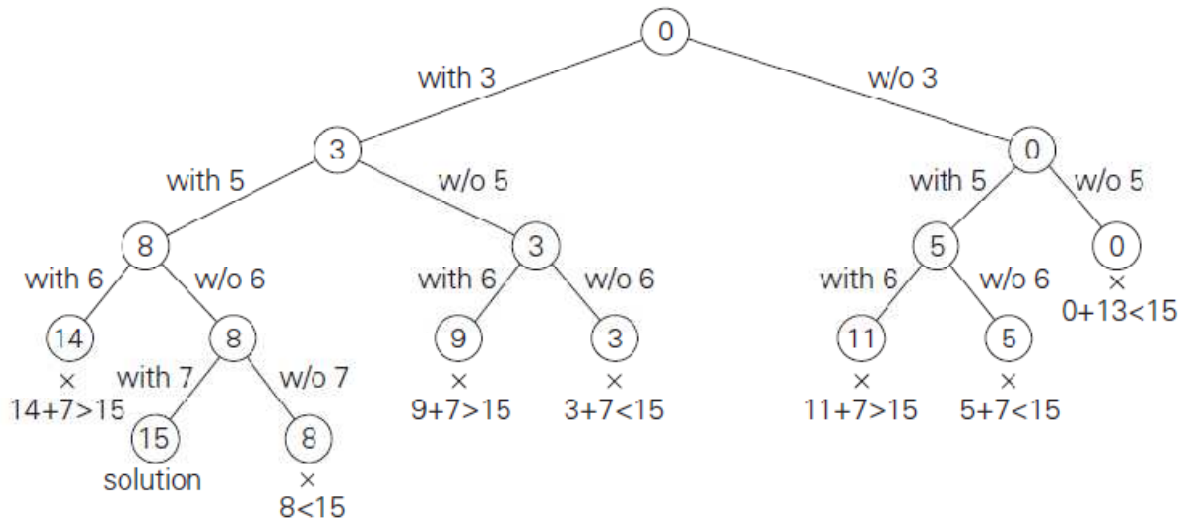 0
with 3
w/o 3
3
0
with 5
w/o 5
with 5
w/o 5
8
3
5
0
with 6
w/o 6
with 6
w/o 6
with 6
w/o 6
×
0+13<15
14
8
9
3
11
5
×
with 7
w/o 7
×
×
×
×
14+7>15
9+7>15
3+7<15
11+7>15
5+7<15
15
8
solution
×
8<15